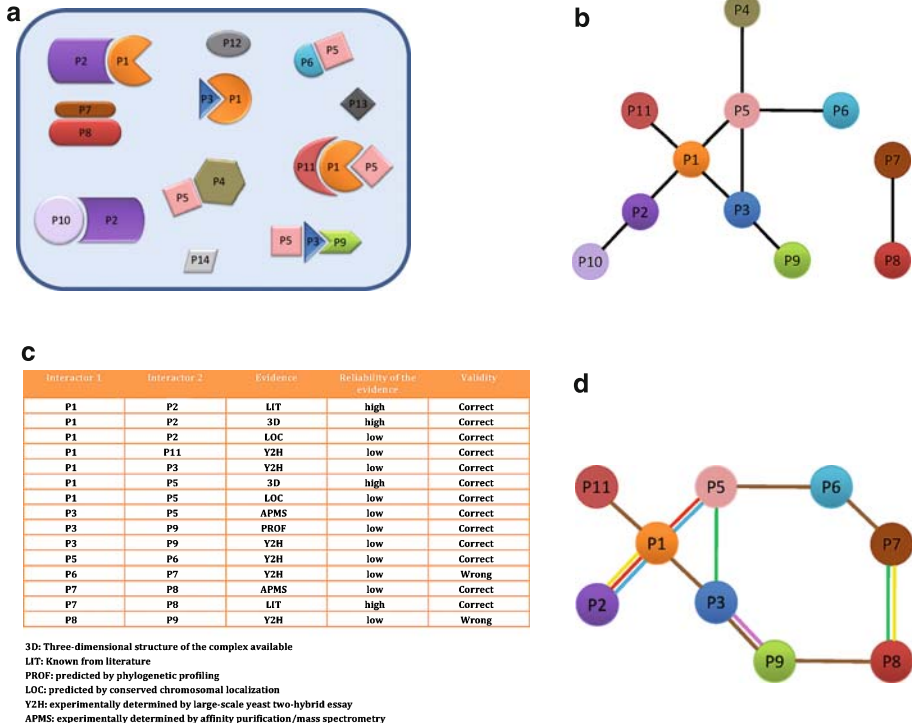 a
P2 P1
P12
P6 P5
P7
P8
P3 P1
P13
P11 P1 P5
P5 P4
P10 P2
P5 P3 P9
P14
b
P4
P11 P5 P6
P1 P7
P2 P3
P10 P9 P8
c
Interactor 1 Interactor 2 Evidence Reliability of the evidence Validity
P1 P2 LIT high Correct
P1 P2 3D high Correct
P1 P2 LOC low Correct
P1 P11 Y2H low Correct
P1 P3 Y2H low Correct
P1 P5 3D high Correct
P1 P5 LOC low Correct
P3 P5 APMS low Correct
P3 P9 PROF low Correct
P3 P9 Y2H low Correct
P5 P6 Y2H low Correct
P6 P7 Y2H low Wrong
P7 P8 APMS low Correct
P7 P8 LIT high Correct
P8 P9 Y2H low Wrong
3D: Three-dimensional structure of the complex available
LIT: Known from literature
PROF: predicted by phylogenetic profiling
LOC: predicted by conserved chromosomal localization
Y2H: experimentally determined by large-scale yeast two-hybrid essay
APMS: experimentally determined by affinity purification/mass spectrometry
d
P11 P5 P6
P1 P7
P2 P3
P9 P8